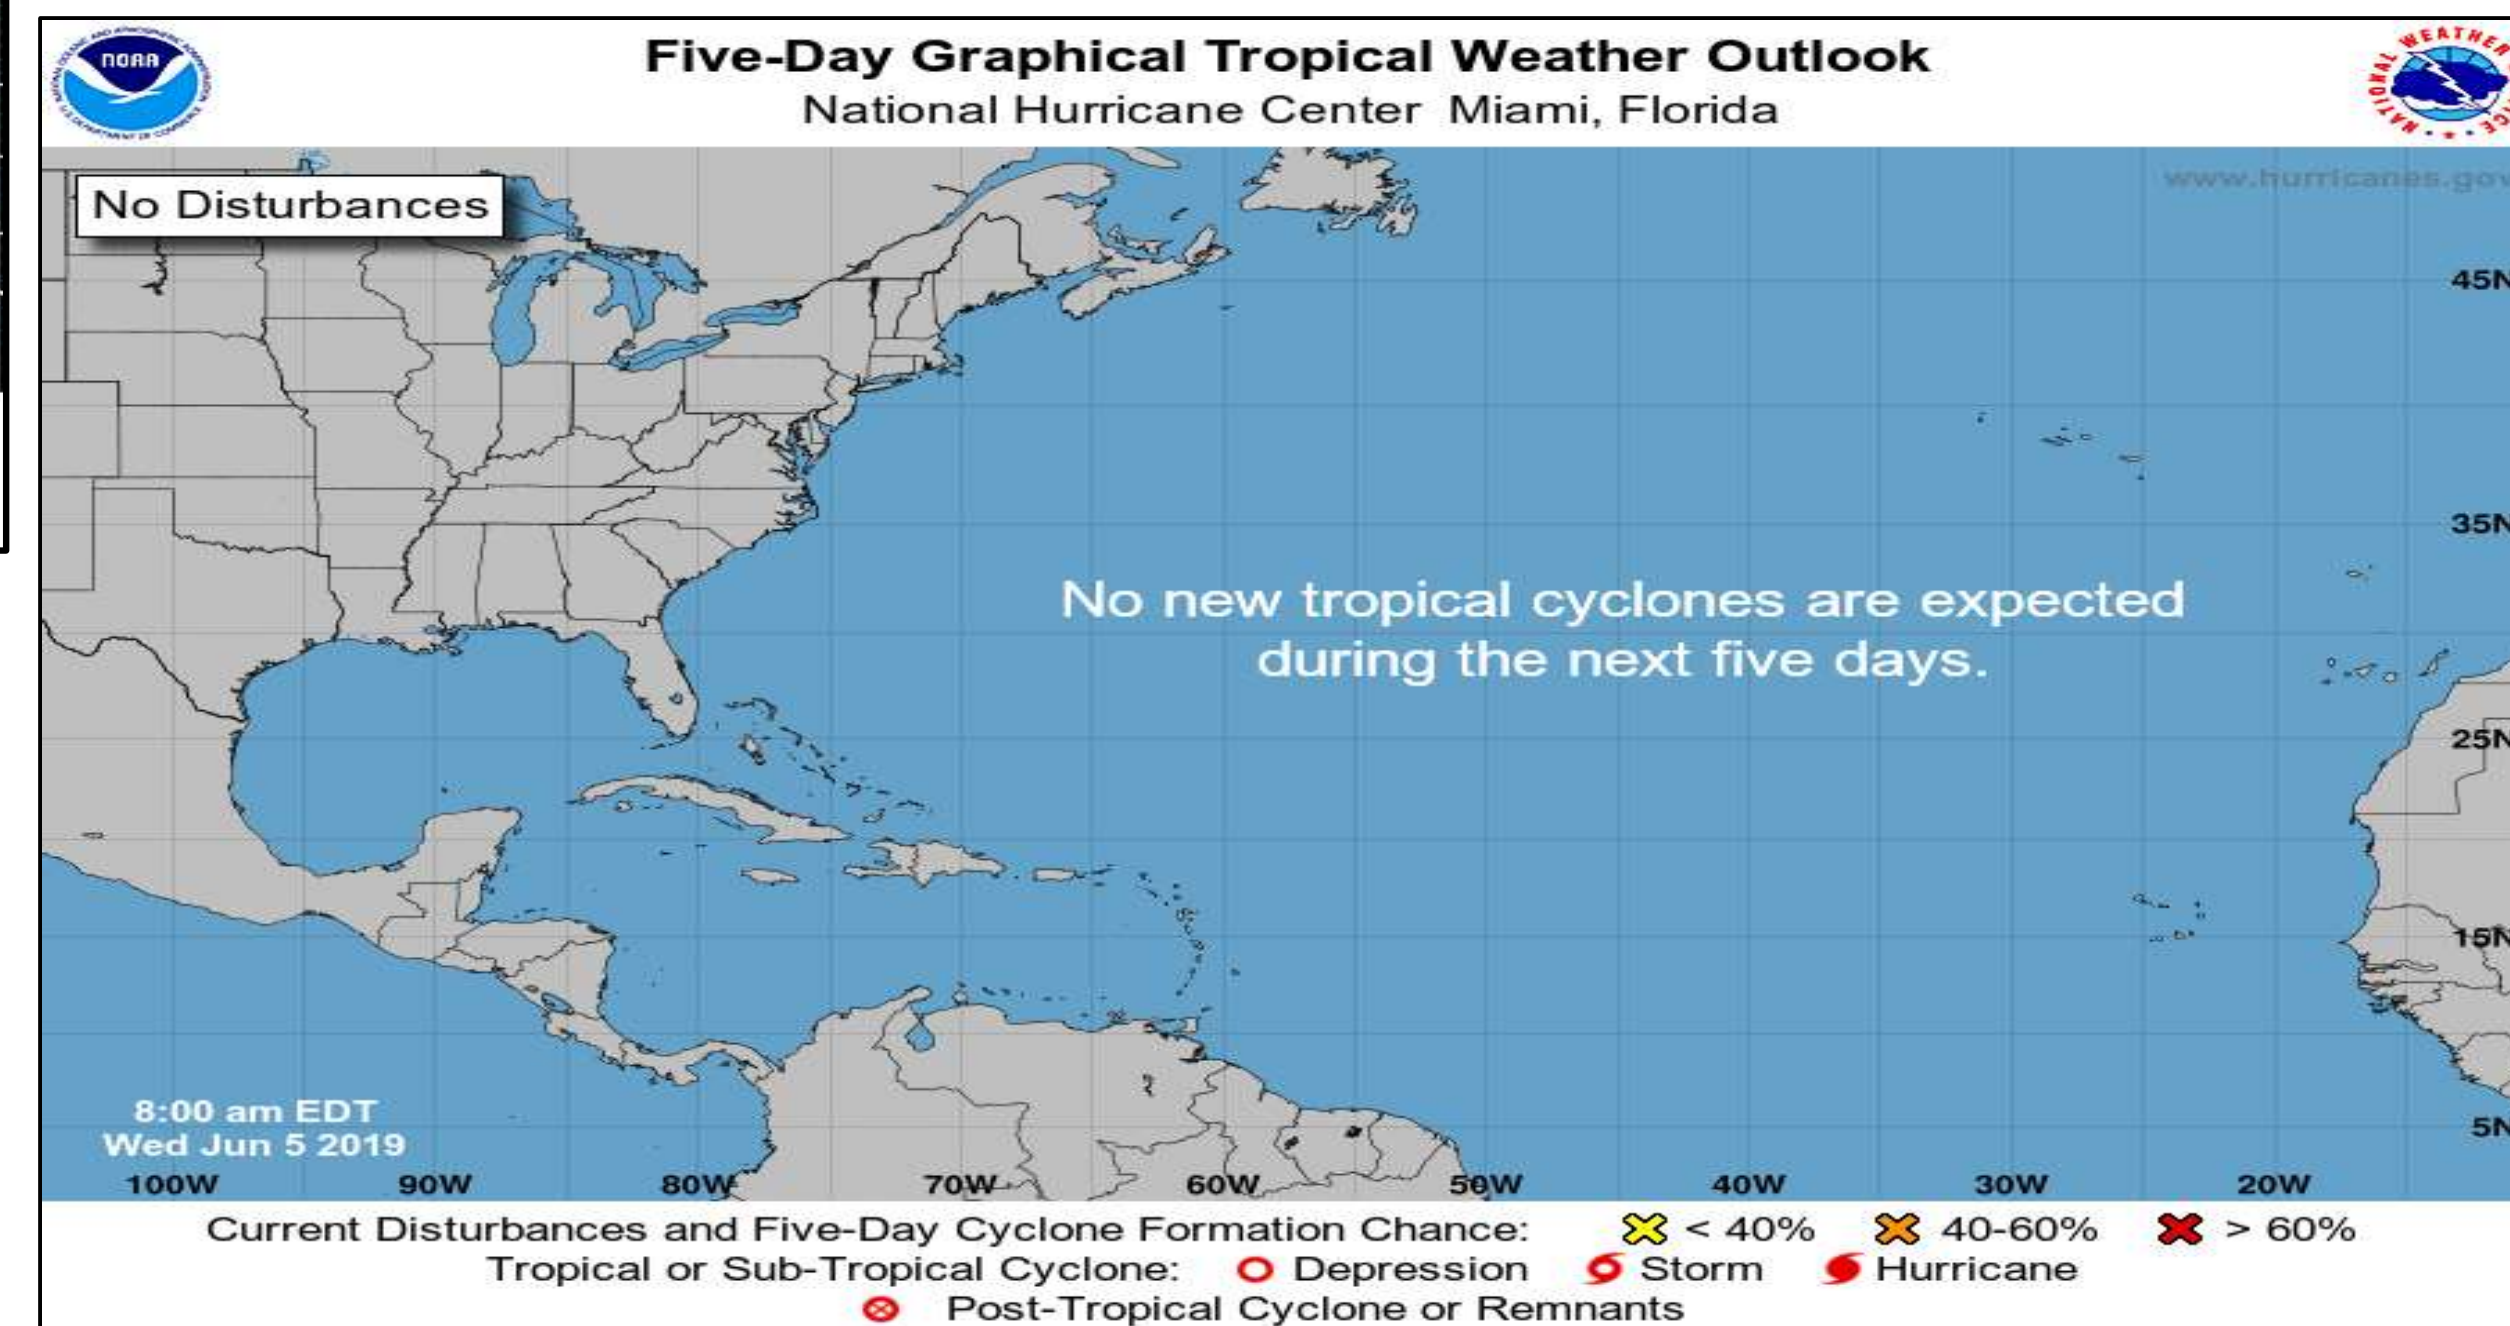 Five-Day Graphical Tropical Weather Outlook
National Hurricane Center Miami, Florida
NOAA
NATIONAL WEATHER
www.hurricanes.gov
No Disturbances
45N
35N
No new tropical cyclones are expected
during the next five days.
25N
15N
8:00 am EDT
Wed Jun 5 2019
5N
100W 90W 80W 70W 60W 50W 40W 30W 20W
Current Disturbances and Five-Day Cyclone Formation Chance: < 40% 40-60% > 60%
Tropical or Sub-Tropical Cyclone: Depression Storm Hurricane
Post-Tropical Cyclone or Remnants